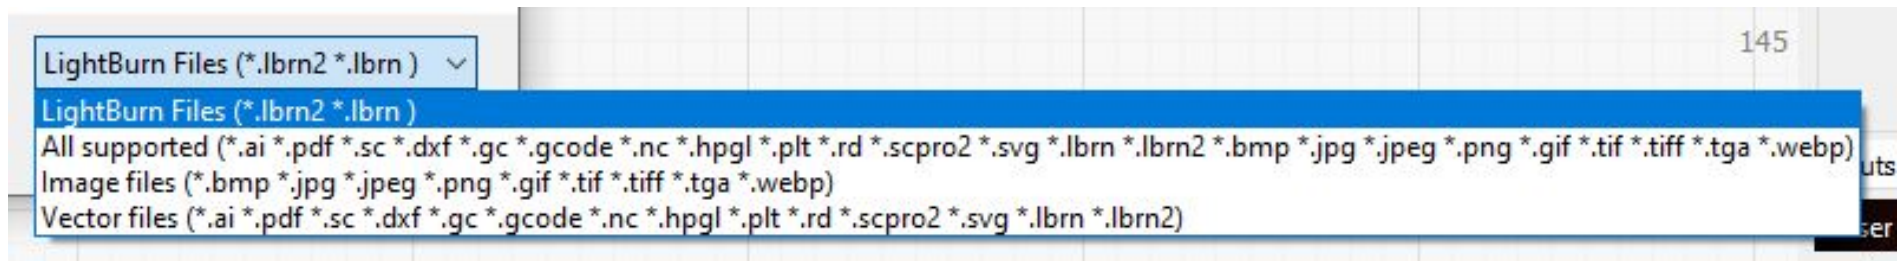 145
LightBurn Files (*.lbrn2 *.lbrn )
LightBurn Files (*.lbrn2 *.lbrn )
All supported (*.ai *.pdf *.sc *.dxf *.gc *.gcode *.nc *.hpgl *.plt *.rd *.scpro2 *.svg *.lbrn *.lbrn2 *.bmp *.jpg *.jpeg *.png *.gif *.tif *.tiff *.tga *.webp)
Image files (*.bmp *.jpg *.jpeg *.png *.gif *.tif *.tiff *.tga *.webp)
Vector files (*.ai *.pdf *.sc *.dxf *.gc *.gcode *.nc *.hpgl *.plt *.rd *.scpro2 *.svg *.lbrn *.lbrn2)